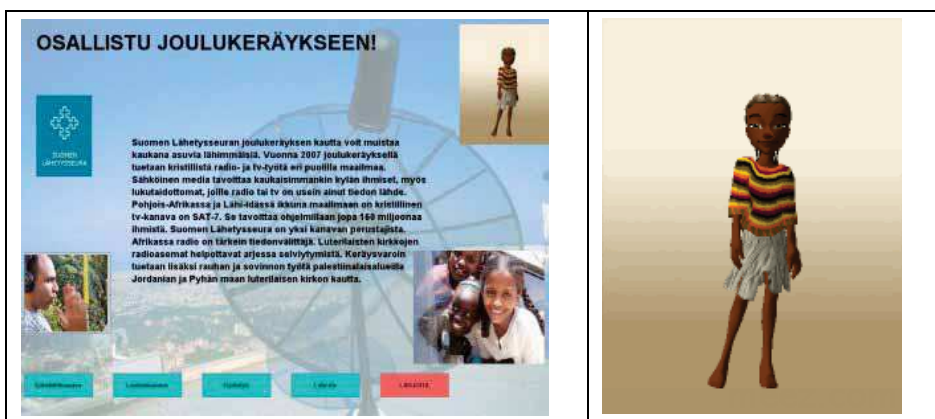 OSALLISTU JOULUKERÄYKSEEN!
SUOMEN
LÄHETYSSEURA
Suomen Lähetysseuran joulukeräyksen kautta voit muistaa
kaukana asuvia lähimmäisiä. Vuonna 2007 joulukeräyksellä
tuetaan kristillistä radio- ja tv-työtä eri puolilla maailmaa.
Sähköinen media tavoittaa kaukaisimmankin kylän ihmiset, myös
lukutaidottomat, joille radio tai tv on usein ainut tiedon lähde.
Pohjois-Afrikassa ja Lähi-idässä ikkuna maailmaan on kristillinen
tv-kanava on SAT-7. Se tavoittaa ohjelmillaan jopa 160 miljoonaa
ihmistä. Suomen Lähetysseura on yksi kanavan perustajista.
Afrikassa radio on tärkein tiedonvälittäjä. Luterilaisten kirkkojen
radioasemat helpottavat arjessa selviytymistä. Keräysvaroin
tuetaan lisäksi rauhan ja sovinnon työtä palestiinalaisalueilla
Jordanian ja Pyhän maan luterilaisen kirkon kautta.